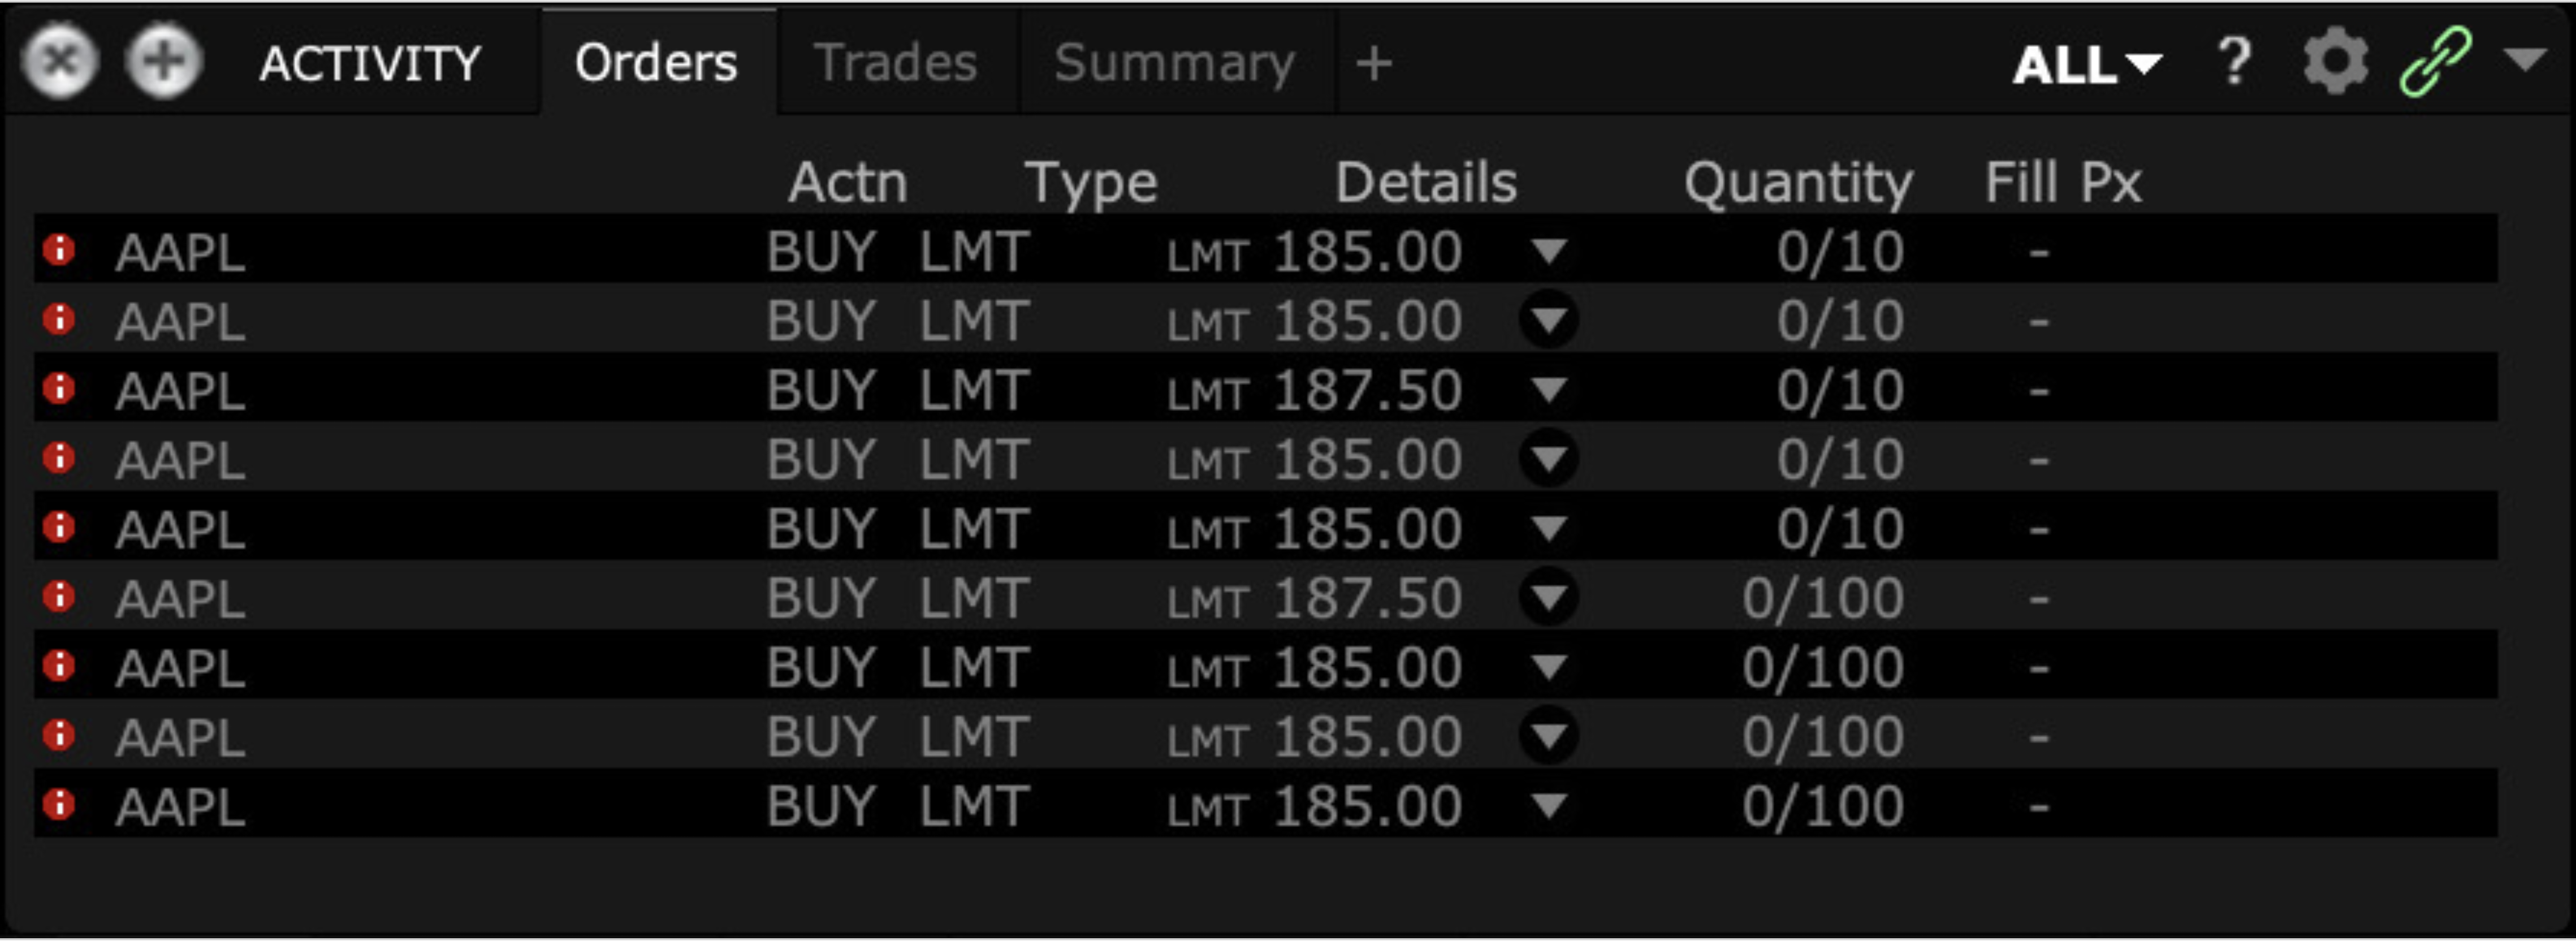 ACTIVITY Orders Trades Summary + ALL ?
Actn Type Details Quantity Fill Px
AAPL BUY LMT LMT 185.00 0/10 -
AAPL BUY LMT LMT 185.00 0/10 -
AAPL BUY LMT LMT 187.50 0/10 -
AAPL BUY LMT LMT 185.00 0/10 -
AAPL BUY LMT LMT 185.00 0/10 -
AAPL BUY LMT LMT 187.50 0/100 -
AAPL BUY LMT LMT 185.00 0/100 -
AAPL BUY LMT LMT 185.00 0/100 -
AAPL BUY LMT LMT 185.00 0/100 -